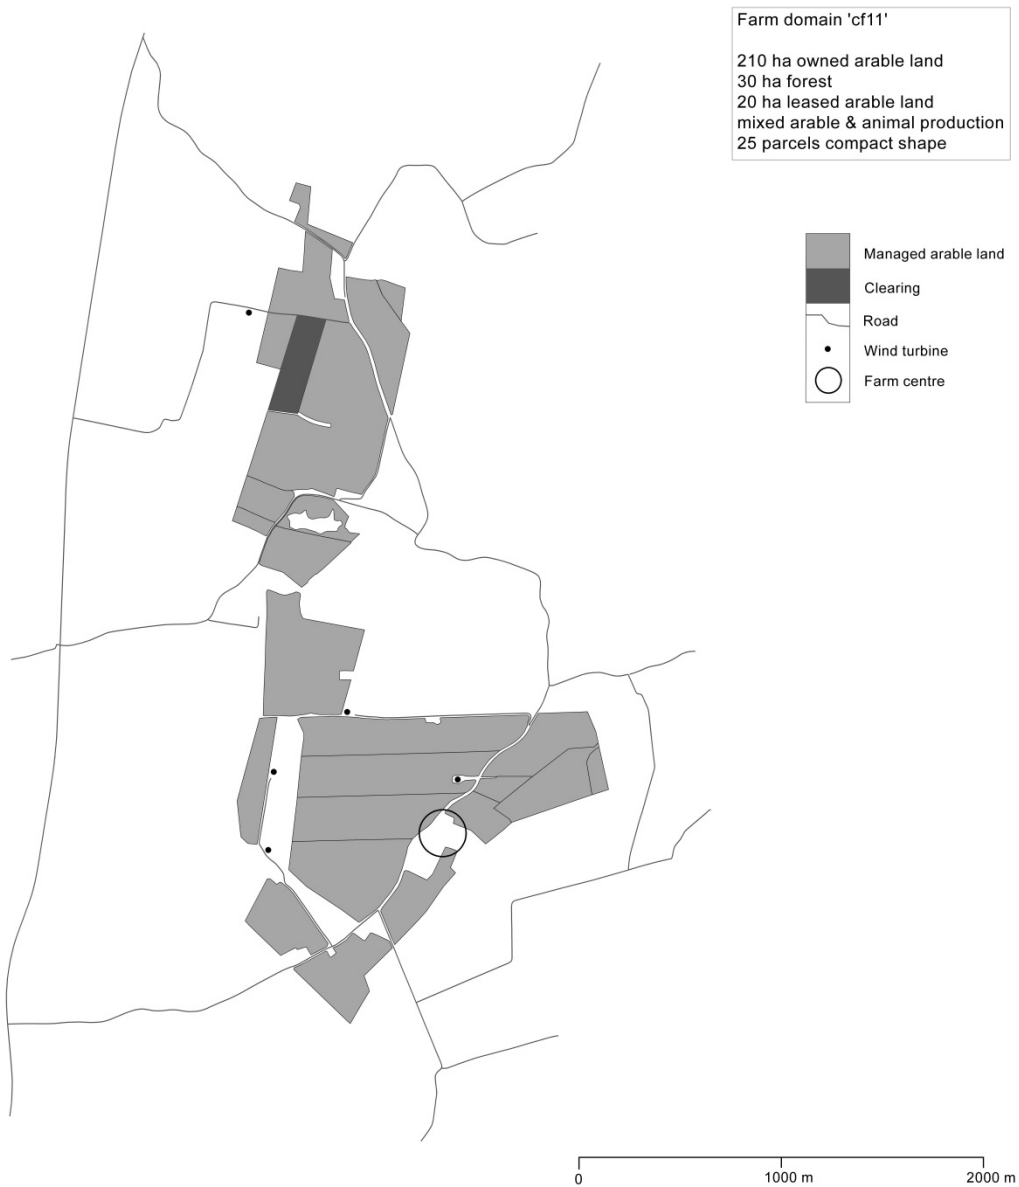 Farm domain 'cf11'
210 ha owned arable land
30 ha forest
20 ha leased arable land
mixed arable & animal production
25 parcels compact shape
Managed arable land
Clearing
Road
Wind turbine
Farm centre
0 1000 m 2000 m